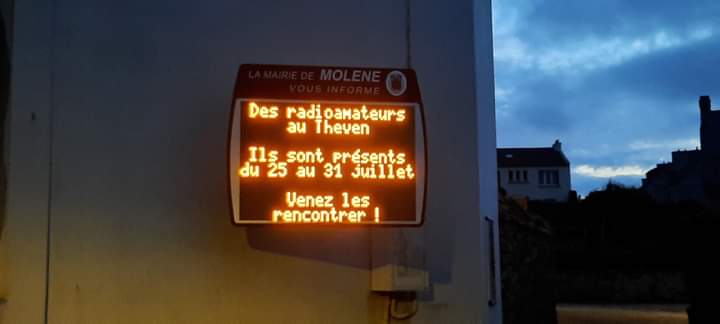 LA MAIRIE DE MOLENE
VOUS INFORME
Des radioamateurs
au Theven
Ils sont présents
du 25 au 31 juillet
Venez les
rencontrer !